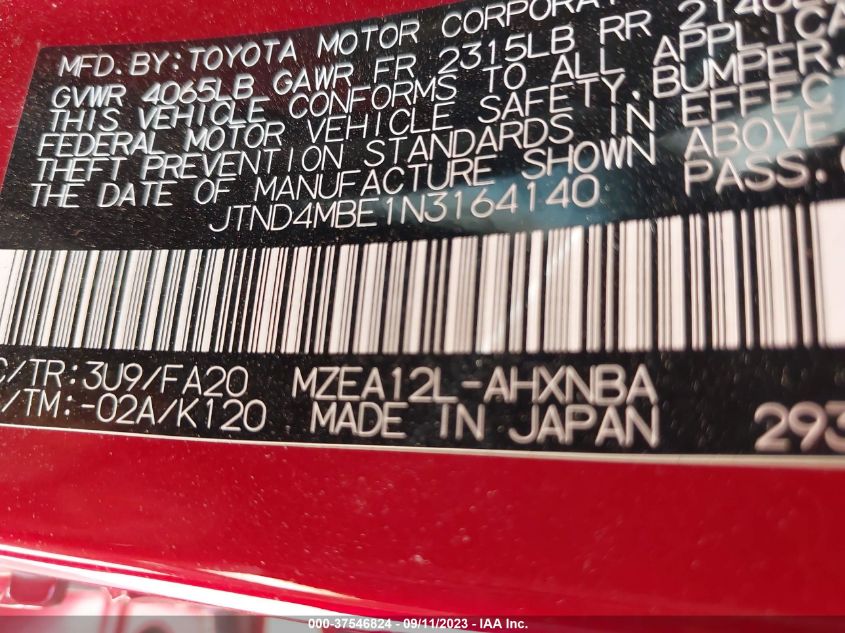 MFD. BY: TOYOTA MOTOR CORPORAT
GVWR 4065LB GAWR FR 2315LB RR
THIS VEHICLE CONFORMS TO ALL APPLICA
FEDERAL MOTOR VEHICLE SAFETY, BUMPER,
THEFT PREVENTION STANDARDS IN EFFEC
THE DATE OF MANUFACTURE SHOWN ABOVE
JTND4MBE1N3164140 PASS.
C/TR: 3U9/FA20 MZEA12L-AHXNBA
/TM: -02A/K120 MADE IN JAPAN 293
000-37546824 - 09/11/2023 - IAA Inc.